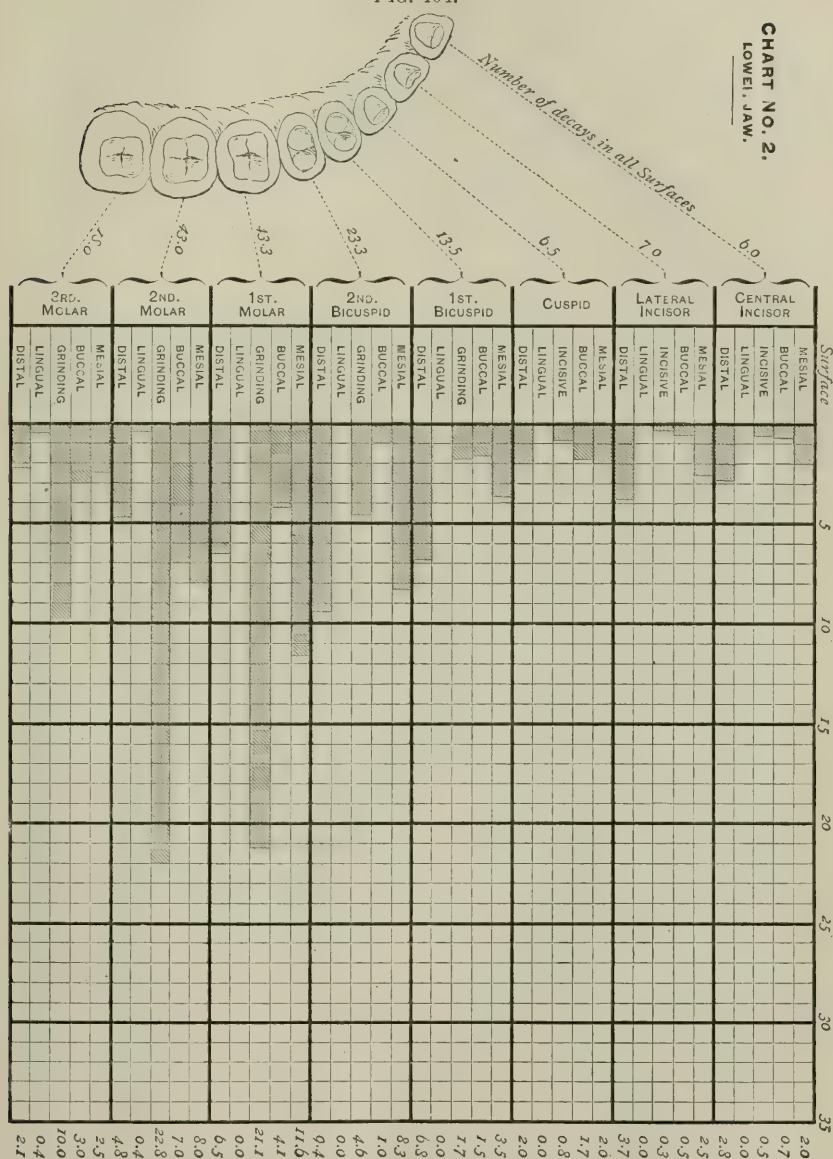 FIG.
CHART NO. 2.
LOWEI, JAW.
Number of decays in all Surfaces
6.0
7.0
6.5
13.5
23.3
43.3
43.0
18.0
Surface 5 10 15 20 25 30 35
CENTRAL
INCISOR
MESIAL 2.0
BUCCAL 0.7
INCISIVE 0.5
LINGUAL 0.0
DISTAL 2.8
LATERAL
INCISOR
MESIAL 2.5
BUCCAL 0.5
INCISIVE 0.3
LINGUAL 0.0
DISTAL 3.7
CUSPID
MESIAL 2.0
BUCCAL 1.7
INCISIVE 0.8
LINGUAL 0.0
DISTAL 2.0
1ST.
BICUSPID
MESIAL 3.5
BUCCAL 1.5
GRINDING 1.7
LINGUAL 0.0
DISTAL 6.8
2ND.
BICUSPID
MESIAL 8.3
BUCCAL 1.0
GRINDING 4.6
LINGUAL 0.0
DISTAL 9.4
1ST.
MOLAR
MESIAL 11.6
BUCCAL 4.1
GRINDING 21.1
LINGUAL 0.0
DISTAL 6.5
2ND.
MOLAR
MESIAL 8.0
BUCCAL 7.0
GRINDING 22.8
LINGUAL 0.4
DISTAL 4.8
3RD.
MOLAR
MESIAL 2.5
BUCCAL 3.0
GRINDING 10.0
LINGUAL 0.4
DISTAL 2.1